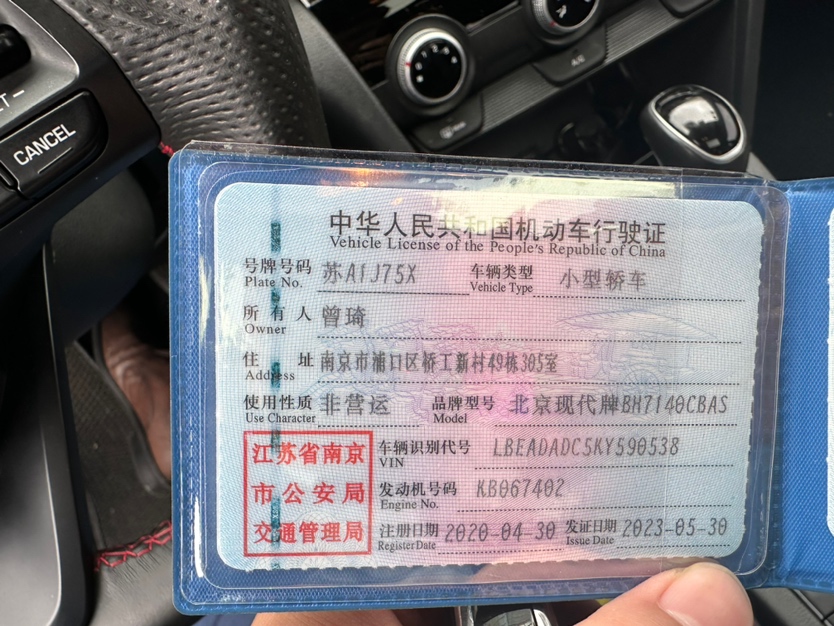 CANCEL
A/C
中华人民共和国机动车行驶证
Vehicle License of the People's Republic of China
号牌号码 苏A1J75X 车辆类型 小型轿车
Plate No. Vehicle Type
所有人 曾琦
Owner
住址 南京市浦口区桥工新村49栋305室
Address
使用性质 非营运 品牌型号 北京现代牌BH7140CBAS
Use Character Model
江苏省南京
市公安局
交通管理局
车辆识别代号 LBEADADC5KY590538
VIN
发动机号码 KB067402
Engine No.
注册日期 2020-04-30 发证日期 2023-05-30
Register Date Issue Date